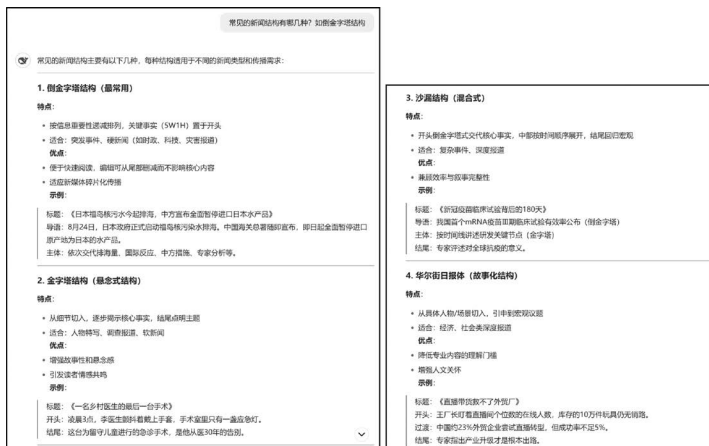 常见的新闻结构有哪几种？如倒金字塔结构
常见的新闻结构主要有以下几种，每种结构适用于不同的新闻类型和传播需求：
1. 倒金字塔结构（最常用）
特点：
• 按信息重要性递减排列，关键事实（5W1H）置于开头
• 适合：突发事件、硬新闻（如时政、科技、灾害报道）
优点：
• 便于快速阅读，编辑可从尾部删减而不影响核心内容
• 适应新媒体碎片化传播
示例：
标题：《日本福岛核污水今起排海，中方宣布全面暂停进口日本水产品》
导语：8月24日，日本政府正式启动福岛核污染水排海。中国海关总署随即宣布，即日起全面暂停进口
原产地为日本的水产品。
主体：依次交代排海量、国际反应、中方措施、专家分析等。
2. 金字塔结构（悬念式结构）
特点：
• 从细节切入，逐步揭示核心事实，结尾点明主题
• 适合：人物特写、调查报道、软新闻
优点：
• 增强故事性和悬念感
• 引发读者情感共鸣
示例：
标题：《一名乡村医生的最后一台手术》
开头：凌晨3点，李医生颤抖着戴上手套，手术室里只有一盏应急灯。
结尾：这台为留守儿童进行的急诊手术，是他从医30年的告别。
3. 沙漏结构（混合式）
特点：
• 开头倒金字塔式交代核心事实，中部按时间顺序展开，结尾回归宏观
• 适合：复杂事件、深度报道
优点：
• 兼顾效率与叙事完整性
示例：
标题：《新冠疫苗临床试验背后的180天》
导语：我国首个mRNA疫苗Ⅲ期临床试验有效率公布（倒金字塔）
主体：按时间线讲述研发关键节点（金字塔）
结尾：专家评述对全球抗疫的意义。
4. 华尔街日报体（故事化结构）
特点：
• 从具体人物/场景切入，引申到宏观议题
• 适合：经济、社会类深度报道
优点：
• 降低专业内容的理解门槛
• 增强人文关怀
示例：
标题：《直播带货救不了外贸厂》
开头：王厂长盯着直播间个位数的在线人数，库存的10万件玩具仍无销路。
过渡：中国约23%外贸企业尝试直播转型，但成功率不足5%。
结尾：专家指出产业升级才是根本出路。